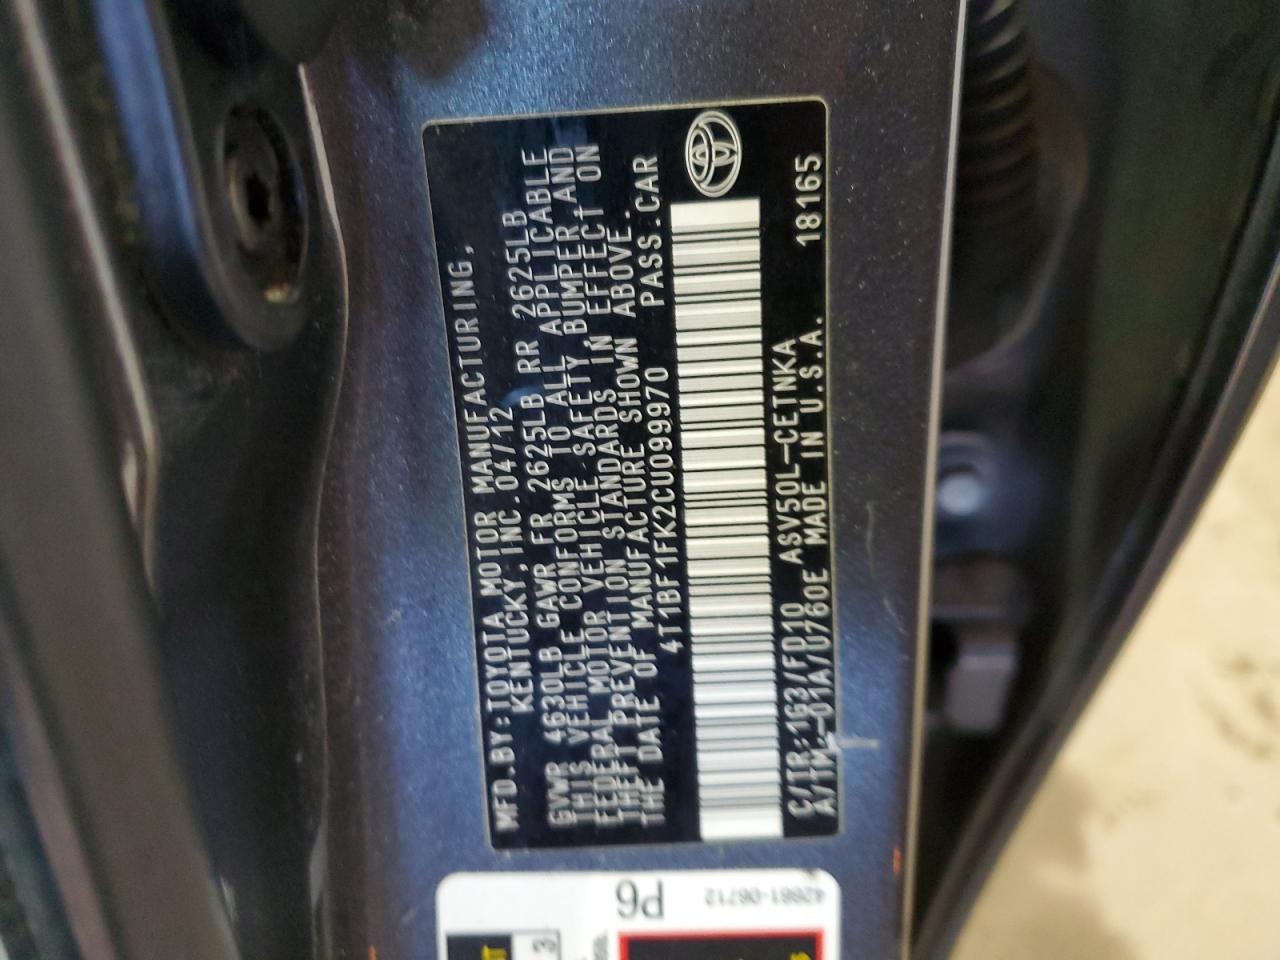 MFD.BY:TOYOTA MOTOR MANUFACTURING,
KENTUCKY,INC.04/12
GVWR 4630LB GAWR FR 2625LB RR 2625LB
THIS VEHICLE CONFORMS TO ALL APPLICABLE
FEDERAL MOTOR VEHICLE SAFETY,BUMPER,AND
THEFT PREVENTION STANDARDS IN EFFECT ON
THE DATE OF MANUFACTURE SHOWN ABOVE.
4T1BF1FK2CU099970 PASS.CAR
C/TR:1G3/FD10 ASV50L-CETNKA
A/TM:-01A/U760E MADE IN U.S.A. 18165
P6
42661-06712
3